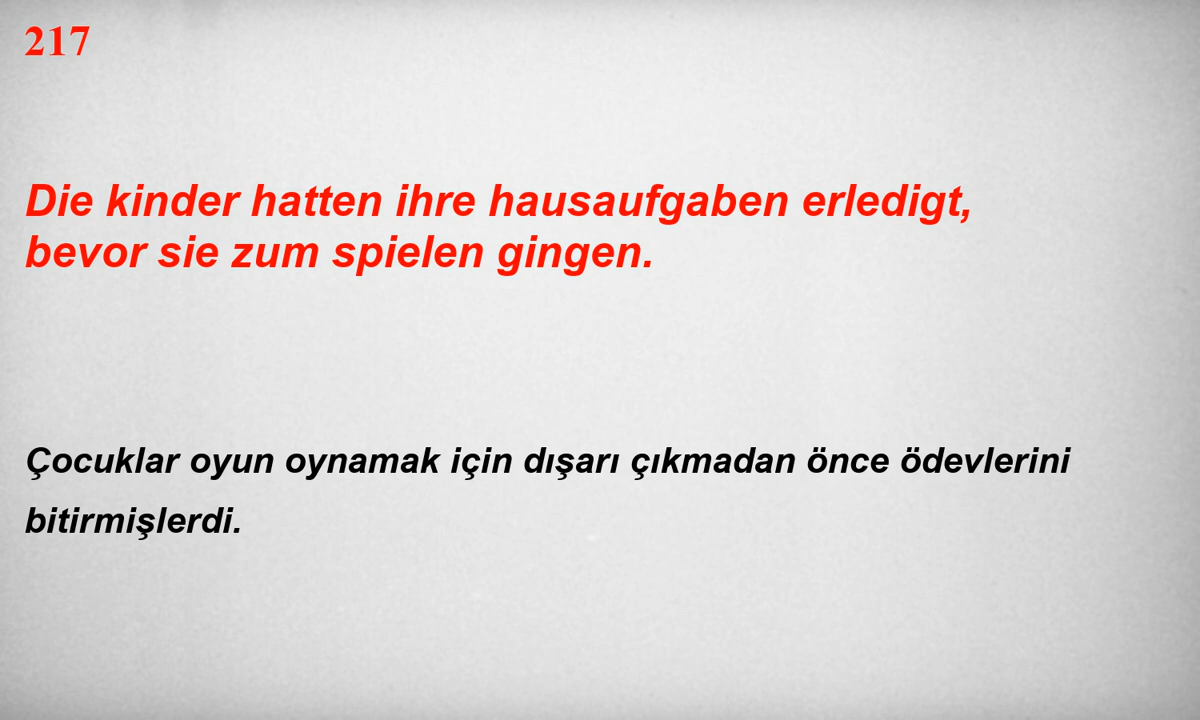 217
Die kinder hatten ihre hausaufgaben erledigt,
bevor sie zum spielen gingen.
Çocuklar oyun oynamak için dışarı çıkmadan önce ödevlerini
bitirmişlerdi.